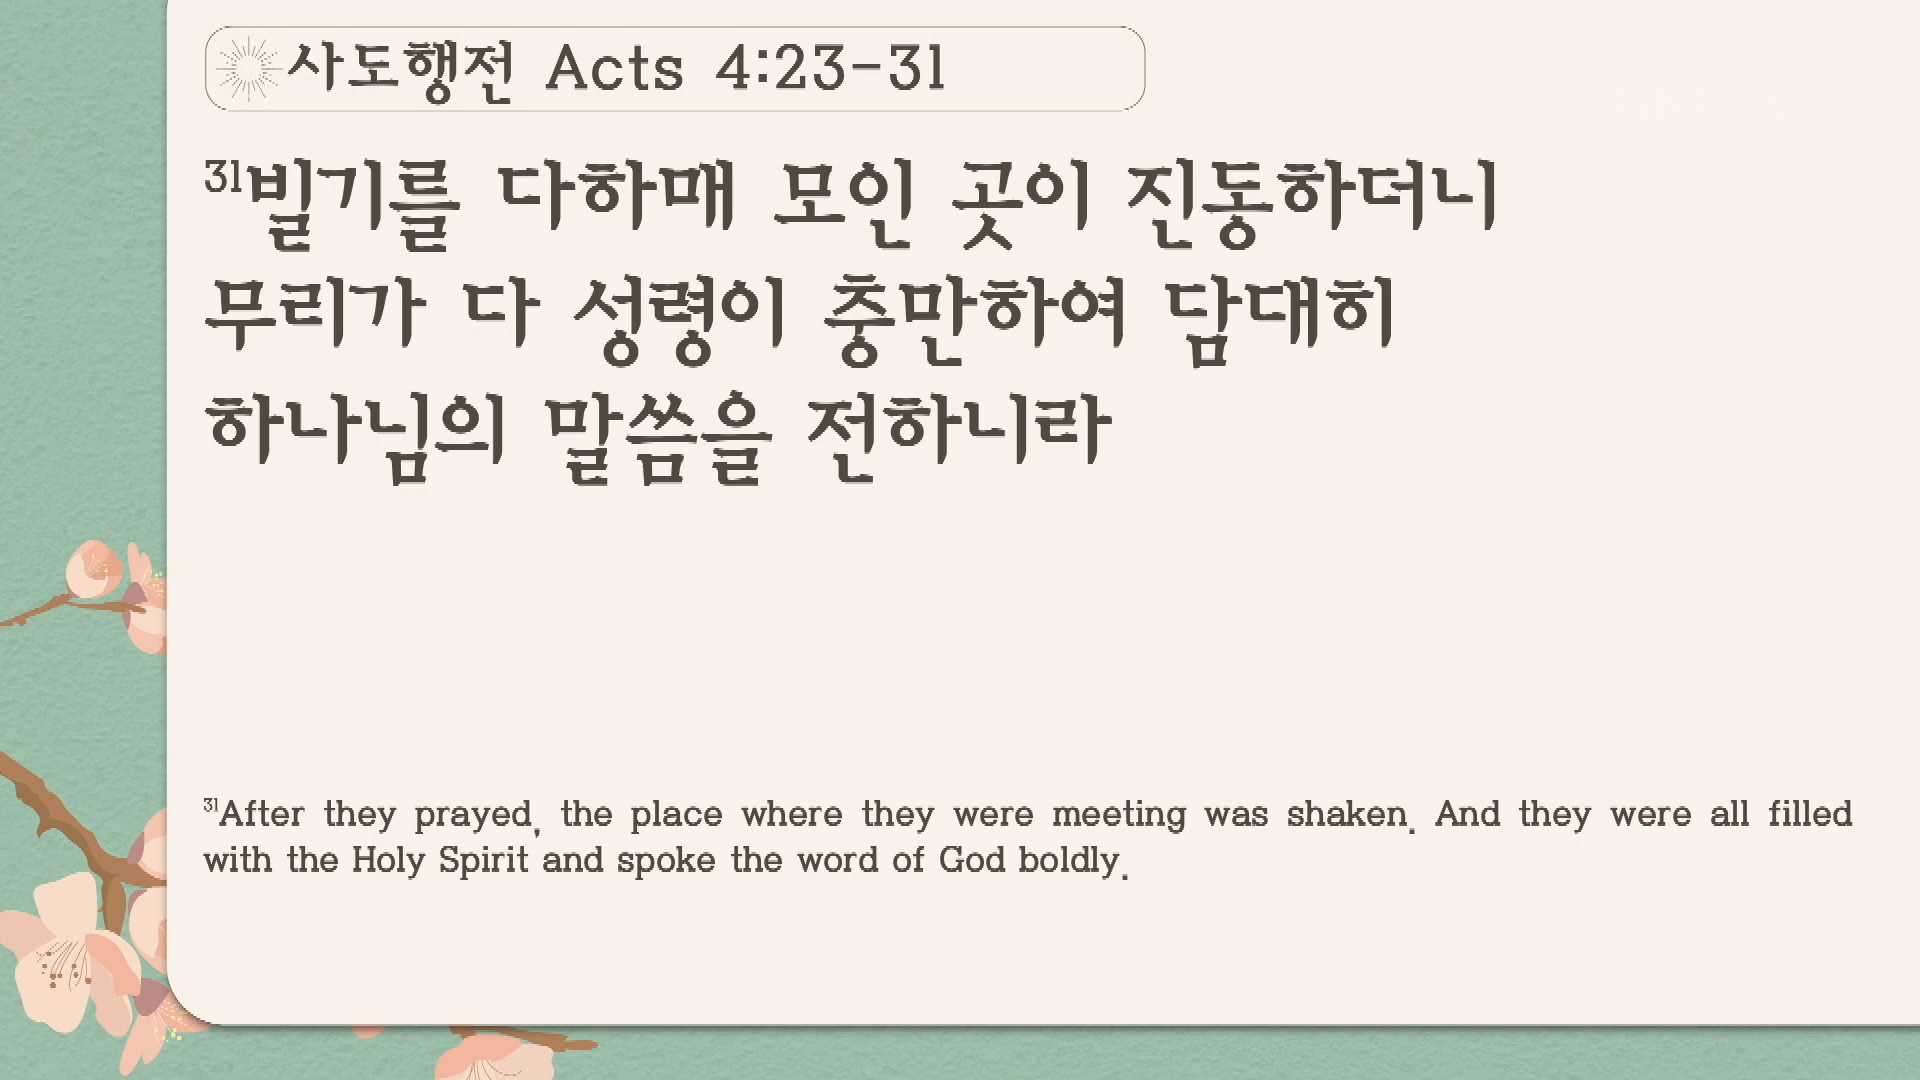 사도행전 Acts 4:23-31
GKCTV
31빌기를 다하매 모인 곳이 진동하더니
무리가 다 성령이 충만하여 담대히
하나님의 말씀을 전하니라
31After they prayed, the place where they were meeting was shaken. And they were all filled
with the Holy Spirit and spoke the word of God boldly.